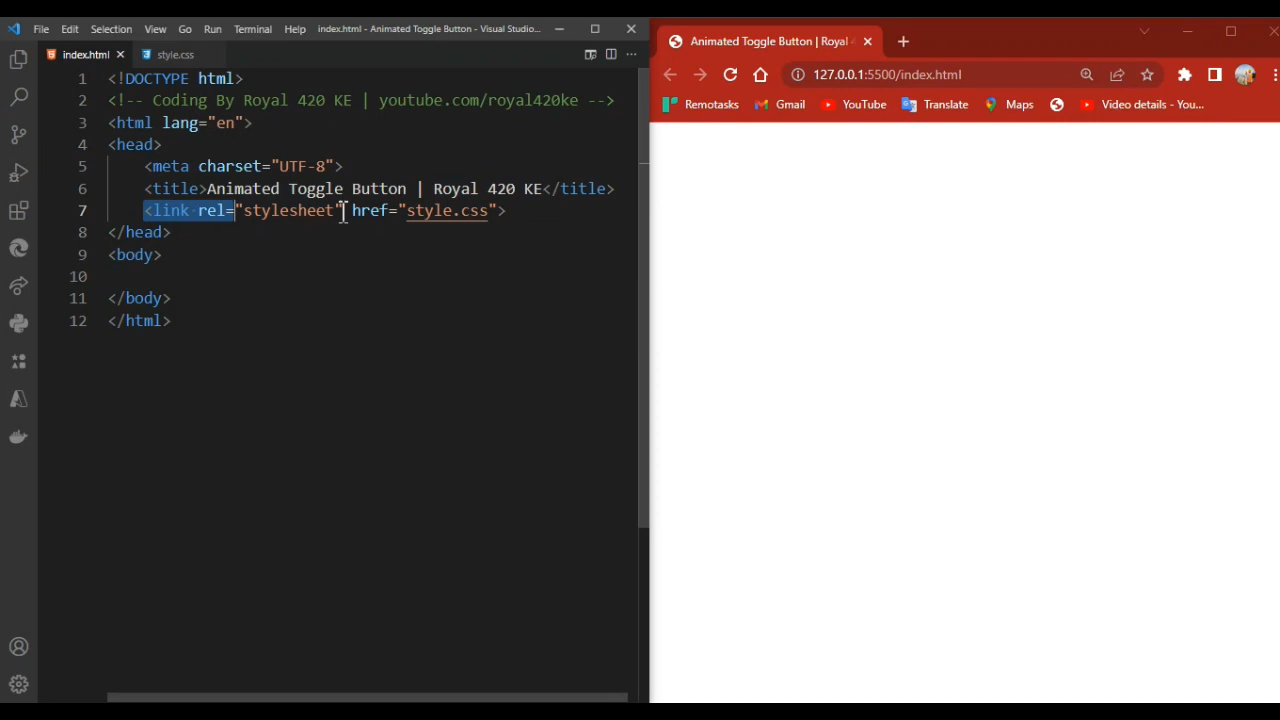 File Edit Selection View Go Run Terminal Help index.html - Animated Toggle Button - Visual Studio...
index.html style.css
1 <!DOCTYPE html>
2 <!-- Coding By Royal 420 KE | youtube.com/royal420ke -->
3 <html lang="en">
4 <head>
5 <meta charset="UTF-8">
6 <title>Animated Toggle Button | Royal 420 KE</title>
7 <link rel="stylesheet" href="style.css">
8 </head>
9 <body>
10
11 </body>
12 </html>
Animated Toggle Button | Royal 4
127.0.0.1:5500/index.html
Remotasks Gmail YouTube Translate Maps Video details - You...